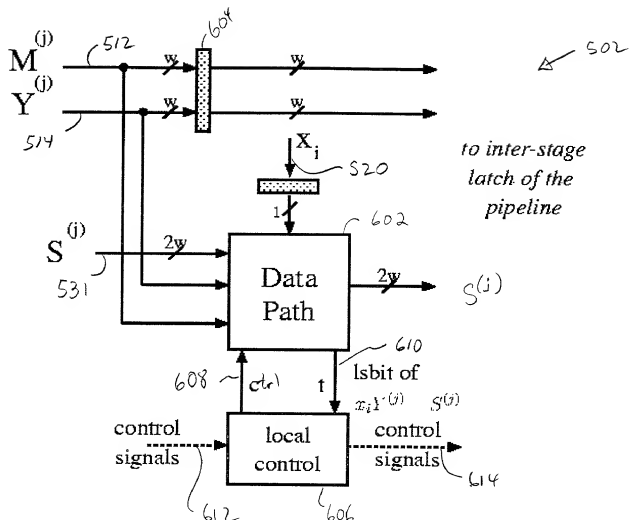 604
M(j)
512
w
w
502
Y(j)
w
w
514
Xi
520
to inter-stage
latch of the
pipeline
1
602
S(j)
2w
531
Data
Path
2w
S(j)
610
608
ctrl
t
lsbit of
xiY(j) S(j)
control
signals
local
control
control
signals
612
606
614